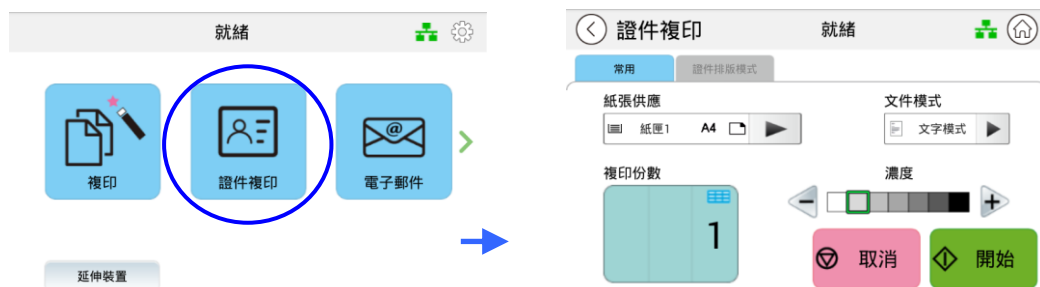 就緒
複印
證件複印
電子郵件
延伸裝置
證件複印
就緒
常用
證件排版模式
紙張供應
文件模式
紙匣1 A4
文字模式
複印份數
濃度
1
取消
開始